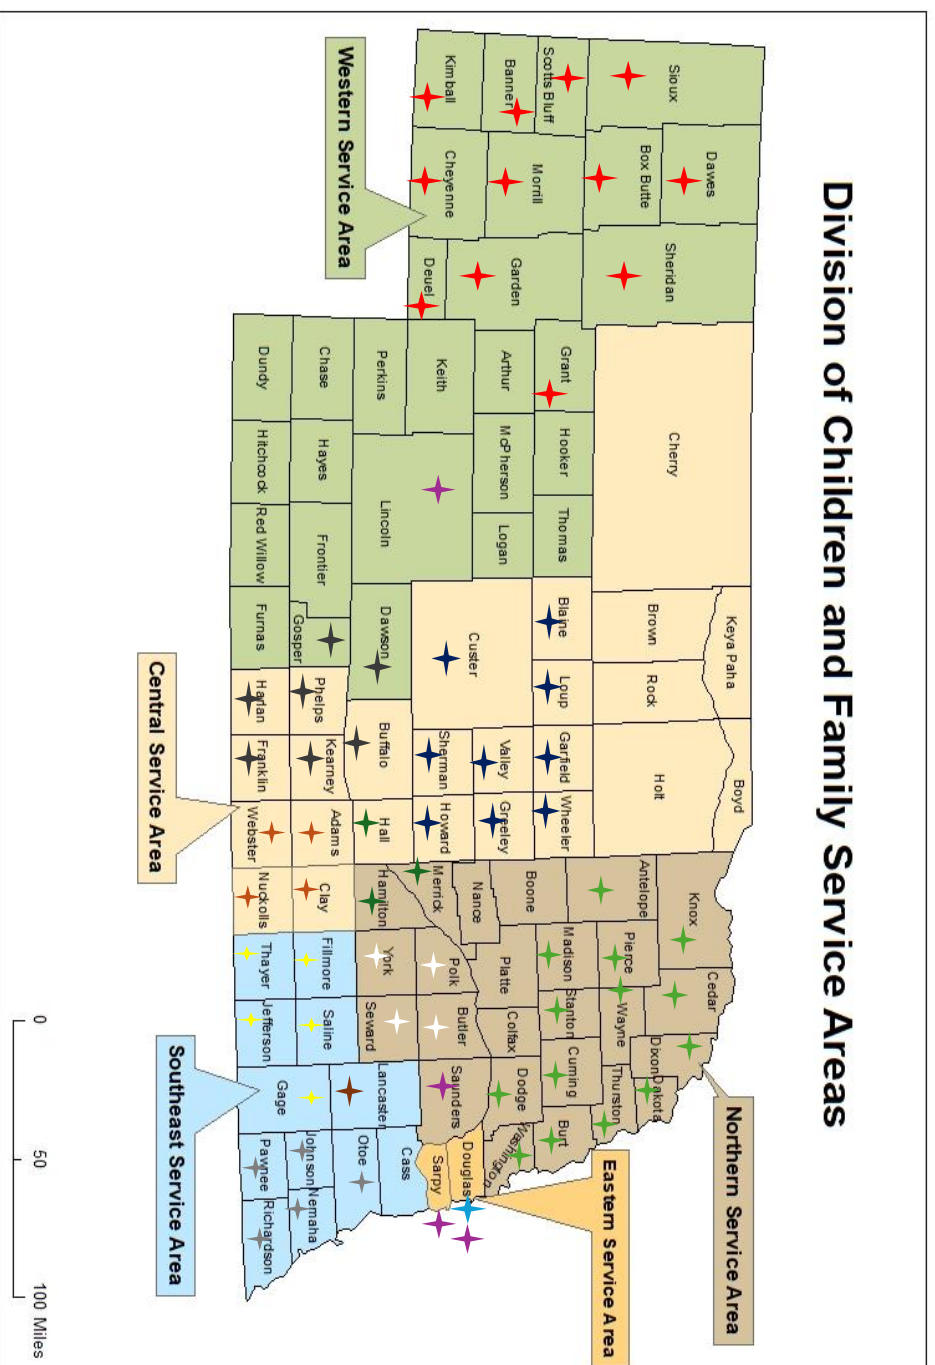 Division of Children and Family Service Areas
Northern Service Area
Eastern Service Area
Western Service Area
Central Service Area
Southeast Service Area
Sioux
Dawes
Sheridan
Box Butte
Scotts Bluff
Banner
Kimball
Morrill
Cheyenne
Garden
Deuel
Cherry
Grant
Hooker
Thomas
Arthur
McPherson
Logan
Keith
Perkins
Lincoln
Chase
Hayes
Frontier
Dundy
Hitchcock
Red Willow
Furnas
Gosper
Dawson
Keya Paha
Boyd
Brown
Rock
Holt
Blaine
Loup
Garfield
Wheeler
Custer
Valley
Greeley
Sherman
Howard
Buffalo
Hall
Phelps
Kearney
Adams
Clay
Harlan
Franklin
Webster
Nuckolls
Knox
Cedar
Dixon
Dakota
Antelope
Pierce
Wayne
Thurston
Boone
Madison
Stanton
Cuming
Burt
Nance
Platte
Colfax
Dodge
Washington
Merrick
Polk
Butler
Saunders
Hamilton
York
Seward
Douglas
Sarpy
Lancaster
Cass
Otoe
Fillmore
Saline
Gage
Johnson
Nemaha
Thayer
Jefferson
Pawnee
Richardson
0
50
100 Miles